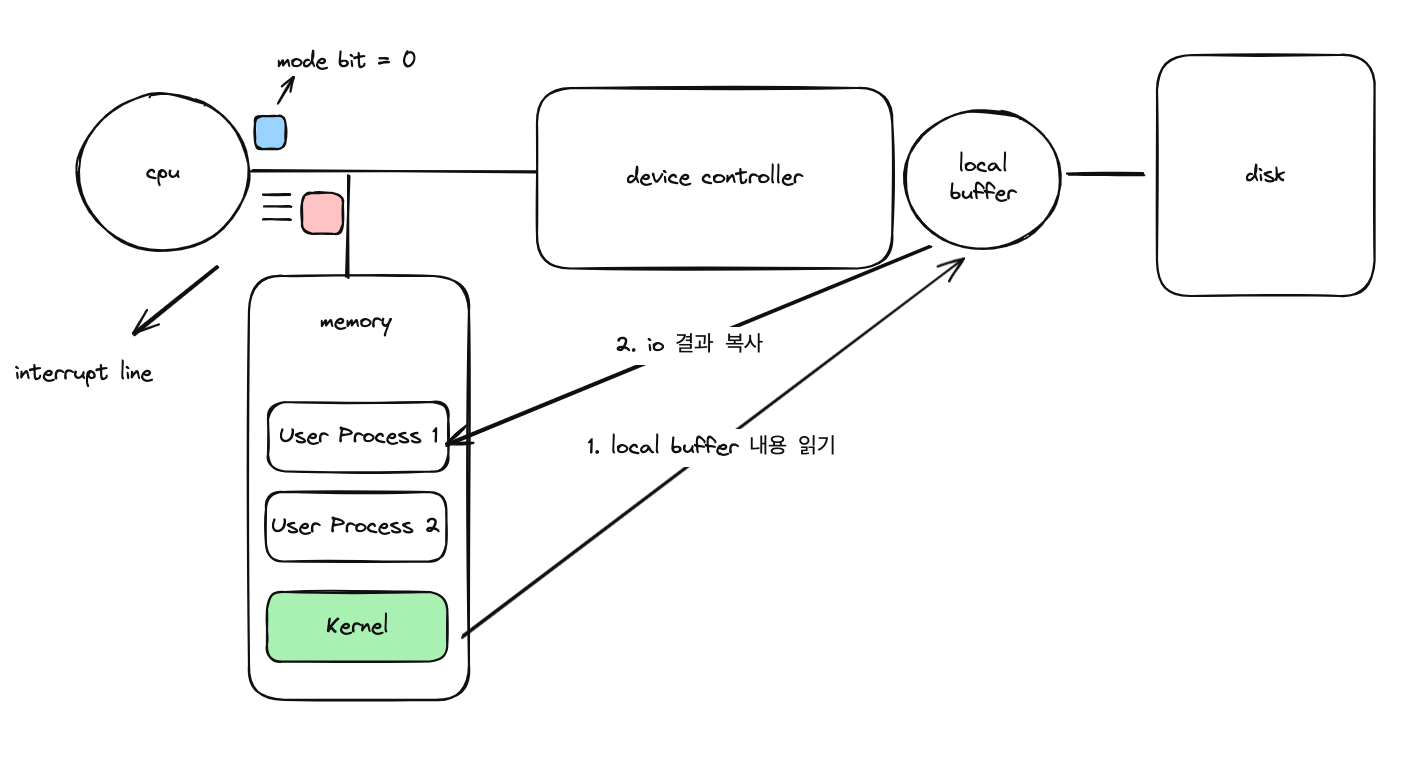 mode bit = 0
cpu
device controller
local
buffer
disk
memory
interrupt line
2. io 결과 복사
User Process 1
1. local buffer 내용 읽기
User Process 2
Kernel